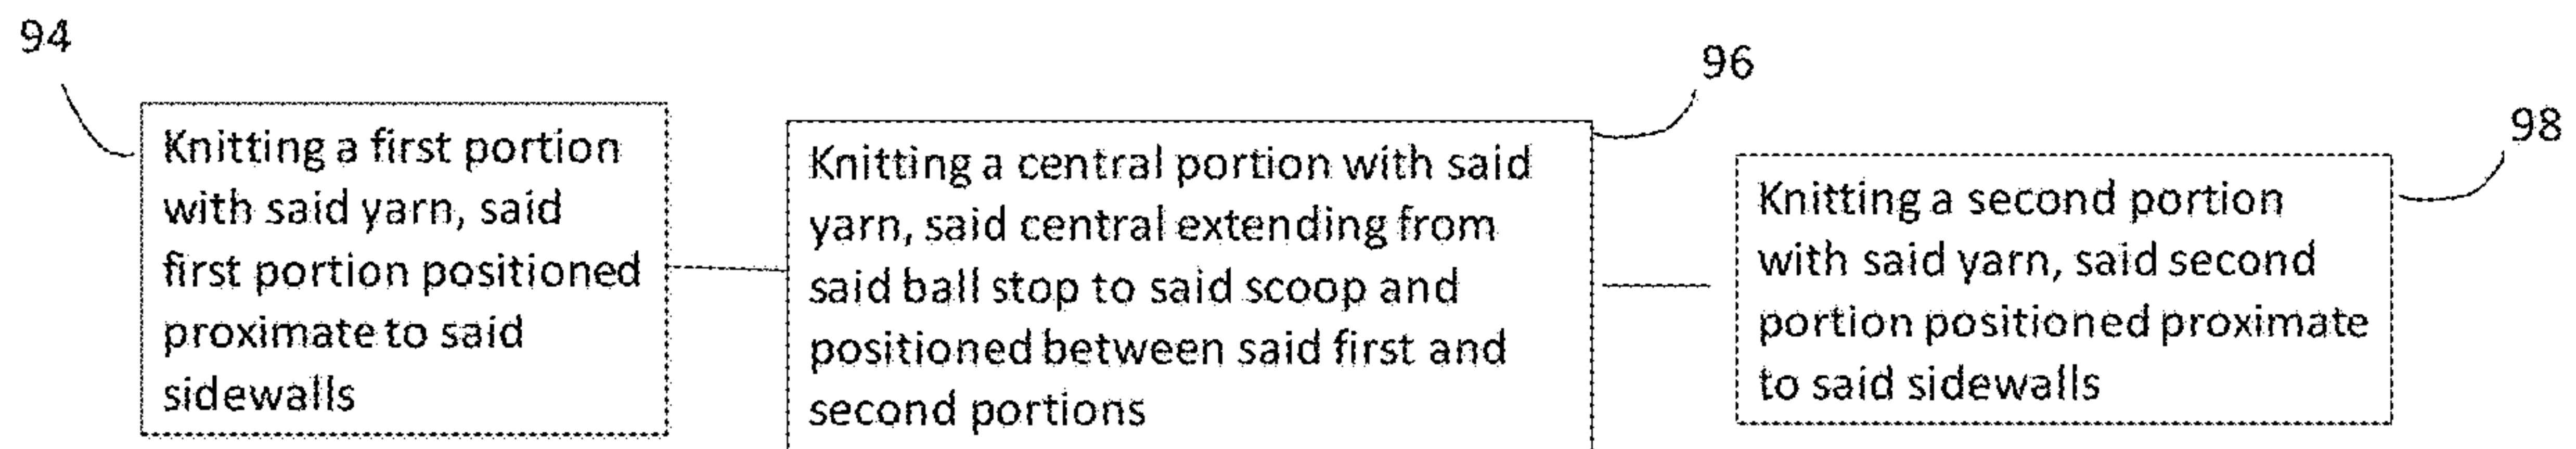 94
Knitting a first portion
with said yarn, said
first portion positioned
proximate to said
sidewalls
96
Knitting a central portion with said
yarn, said central extending from
said ball stop to said scoop and
positioned between said first and
second portions
98
Knitting a second portion
with said yarn, said second
portion positioned proximate
to said sidewalls